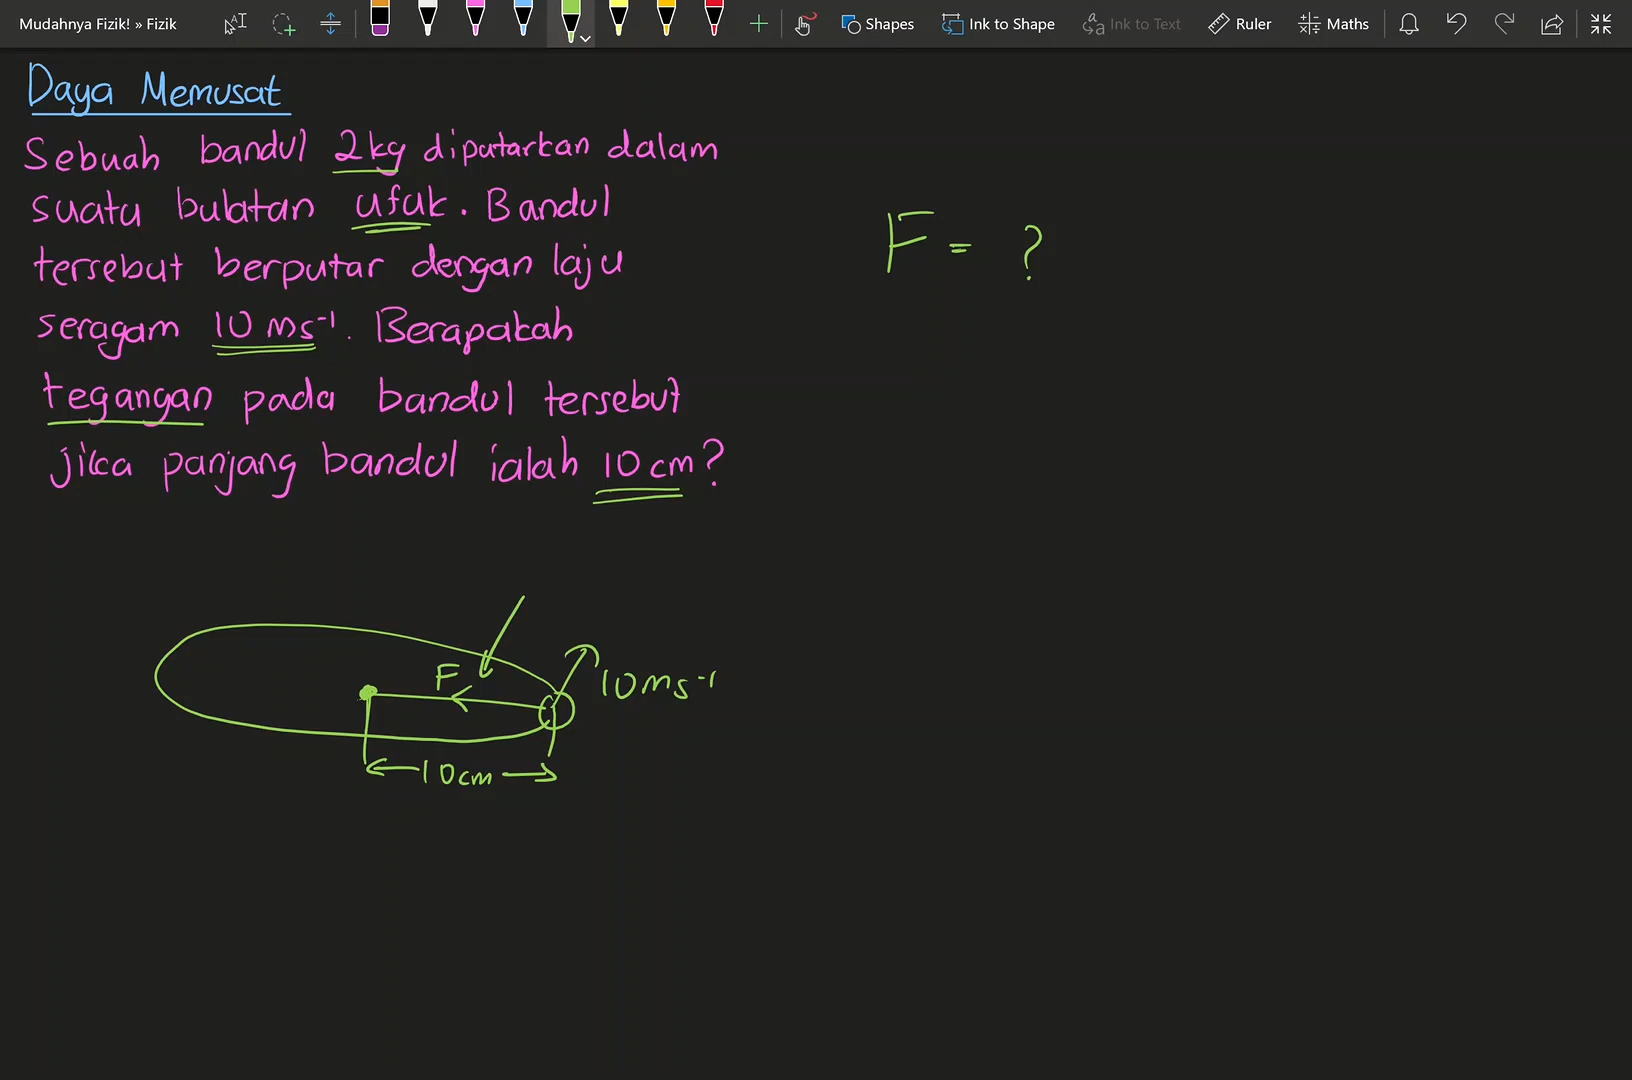 Mudahnya Fizik! » Fizik
Shapes
Ink to Shape
Ink to Text
Ruler
Maths
Daya Memusat
Sebuah bandul 2kg diputarkan dalam
suatu bulatan ufuk. Bandul
tersebut berputar dengan laju
seragam 10 ms⁻¹. Berapakah
tegangan pada bandul tersebut
jika panjang bandul ialah 10 cm?
F = ?
F
10ms⁻¹
10cm